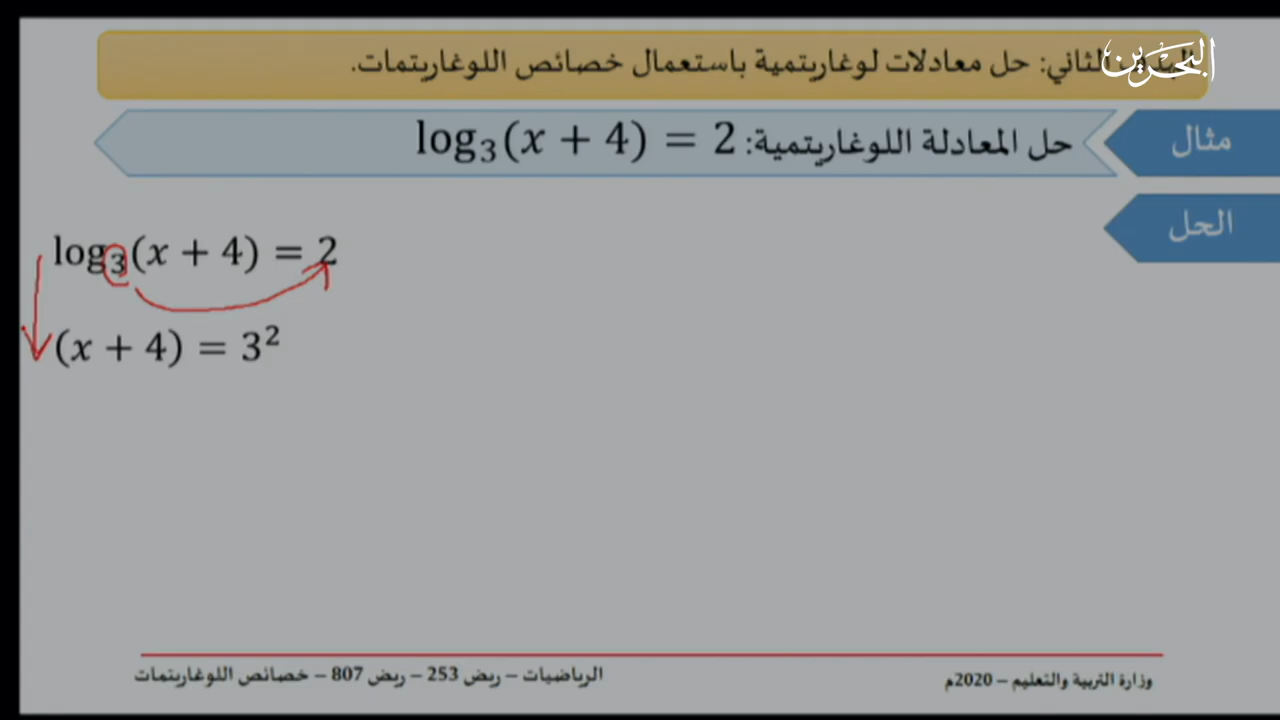 البحرين
الثاني: حل معادلات لوغاريتمية باستعمال خصائص اللوغاريتمات.
مثال
حل المعادلة اللوغاريتمية: log₃(x + 4) = 2
الحل
log₃(x + 4) = 2
(x + 4) = 3²
وزارة التربية والتعليم – 2020م
الرياضيات – ريض 253 – ريض 807 – خصائص اللوغاريتمات